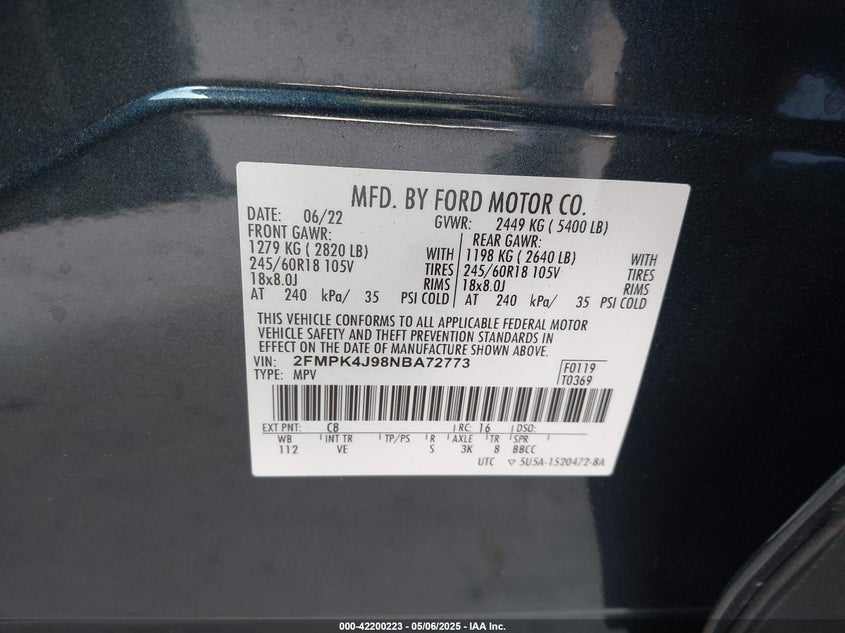 MFD. BY FORD MOTOR CO.
DATE: 06/22 GVWR: 2449 KG ( 5400 LB)
FRONT GAWR: REAR GAWR:
1279 KG ( 2820 LB) WITH 1198 KG ( 2640 LB) WITH
245/60R18 105V TIRES 245/60R18 105V TIRES
18x8.0J RIMS 18x8.0J RIMS
AT 240 kPa/ 35 PSI COLD AT 240 kPa/ 35 PSI COLD
THIS VEHICLE CONFORMS TO ALL APPLICABLE FEDERAL MOTOR
VEHICLE SAFETY AND THEFT PREVENTION STANDARDS IN
EFFECT ON THE DATE OF MANUFACTURE SHOWN ABOVE.
VIN: 2FMPK4J98NBA72773 F0119
TYPE: MPV T0369
EXT PNT: C8 RC: 16 DSO:
WB INT TR TP/PS R AXLE TR SPR
112 VE S 3K 8 BBCC
UTC ▽ 5U5A-1520472-BA
000-42200223 - 05/06/2025 - IAA Inc.